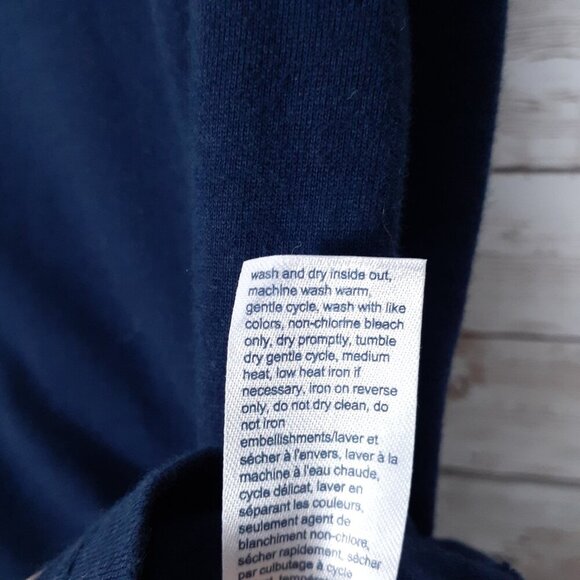 wash and dry inside out,
machine wash warm,
gentle cycle, wash with like
colors, non-chlorine bleach
only, dry promptly, tumble
dry gentle cycle, medium
heat, low heat iron if
necessary, iron on reverse
only, do not dry clean, do
not iron
embellishments/laver et
sécher à l'envers, laver à la
machine à l'eau chaude,
cycle délicat, laver en
séparant les couleurs,
seulement agent de
blanchiment non-chlore,
sécher rapidement, sécher
par culbutage à cycle